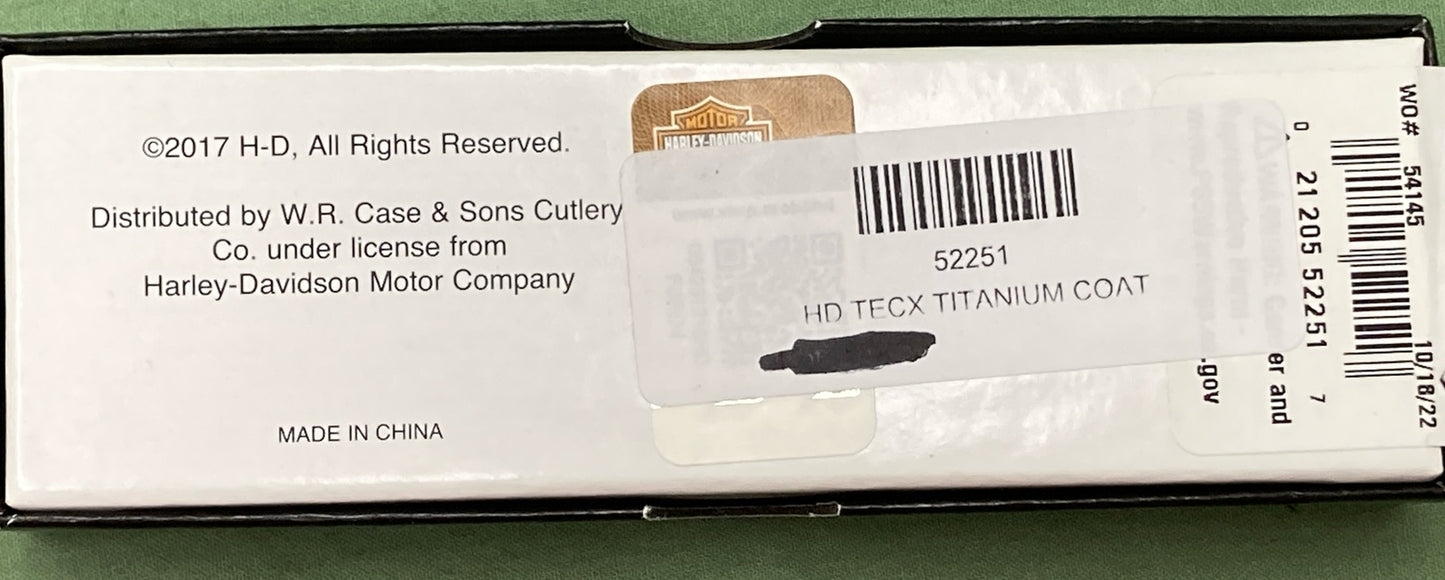 ©2017 H-D, All Rights Reserved.
Distributed by W.R. Case & Sons Cutlery
Co. under license from
Harley-Davidson Motor Company
MADE IN CHINA
MOTOR
HARLEY-DAVIDSON
52251
HD TECX TITANIUM COAT
WO# 54145 10/18/22
0 21205 52251 7
er and
.gov